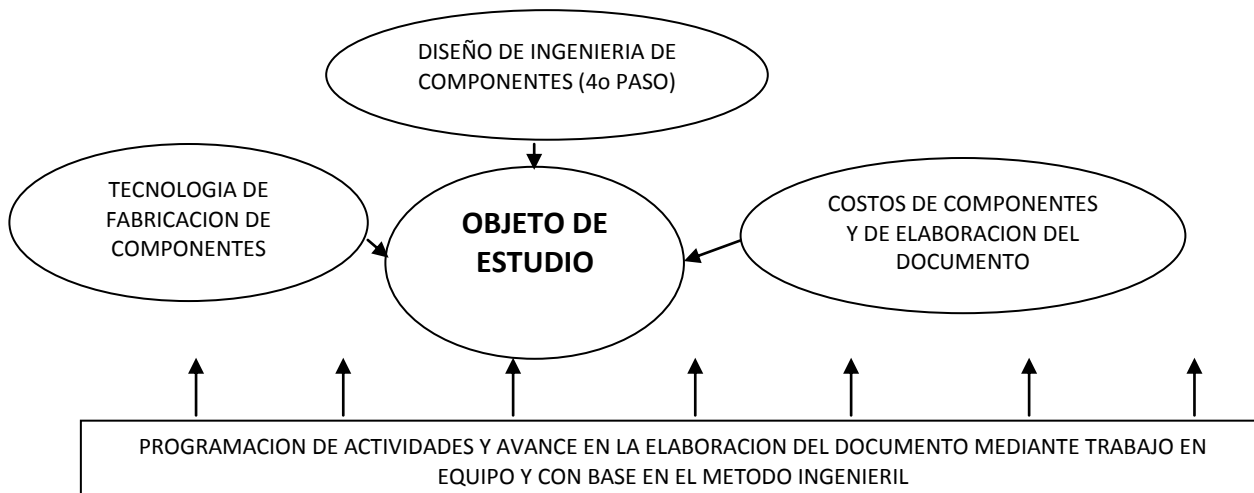 DISEÑO DE INGENIERIA DE
COMPONENTES (4o PASO)
TECNOLOGIA DE
FABRICACION DE
COMPONENTES
OBJETO DE
ESTUDIO
COSTOS DE COMPONENTES
Y DE ELABORACION DEL
DOCUMENTO
PROGRAMACION DE ACTIVIDADES Y AVANCE EN LA ELABORACION DEL DOCUMENTO MEDIANTE TRABAJO EN
EQUIPO Y CON BASE EN EL METODO INGENIERIL